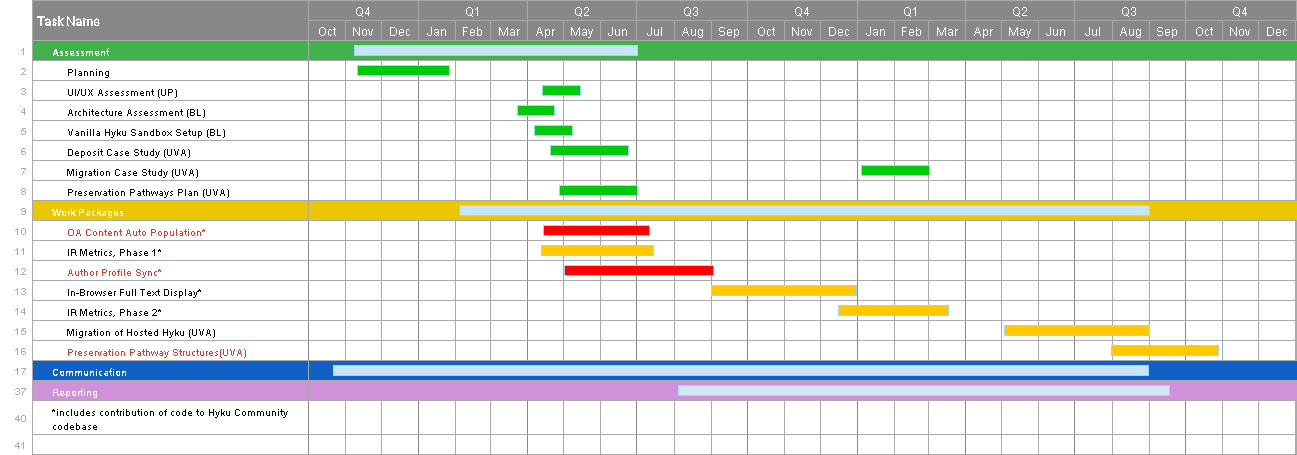 Task Name
Q4 Q1 Q2 Q3 Q4 Q1 Q2 Q3 Q4
Oct Nov Dec Jan Feb Mar Apr May Jun Jul Aug Sep Oct Nov Dec Jan Feb Mar Apr May Jun Jul Aug Sep Oct Nov Dec
1 Assessment
2 Planning
3 UI/UX Assessment (UP)
4 Architecture Assessment (BL)
5 Vanilla Hyku Sandbox Setup (BL)
6 Deposit Case Study (UVA)
7 Migration Case Study (UVA)
8 Preservation Pathways Plan (UVA)
9 Work Packages
10 OA Content Auto Population*
11 IR Metrics, Phase 1*
12 Author Profile Sync*
13 In-Browser Full Text Display*
14 IR Metrics, Phase 2*
15 Migration of Hosted Hyku (UVA)
16 Preservation Pathway Structures(UVA)
17 Communication
37 Reporting
40 *includes contribution of code to Hyku Community
codebase
41